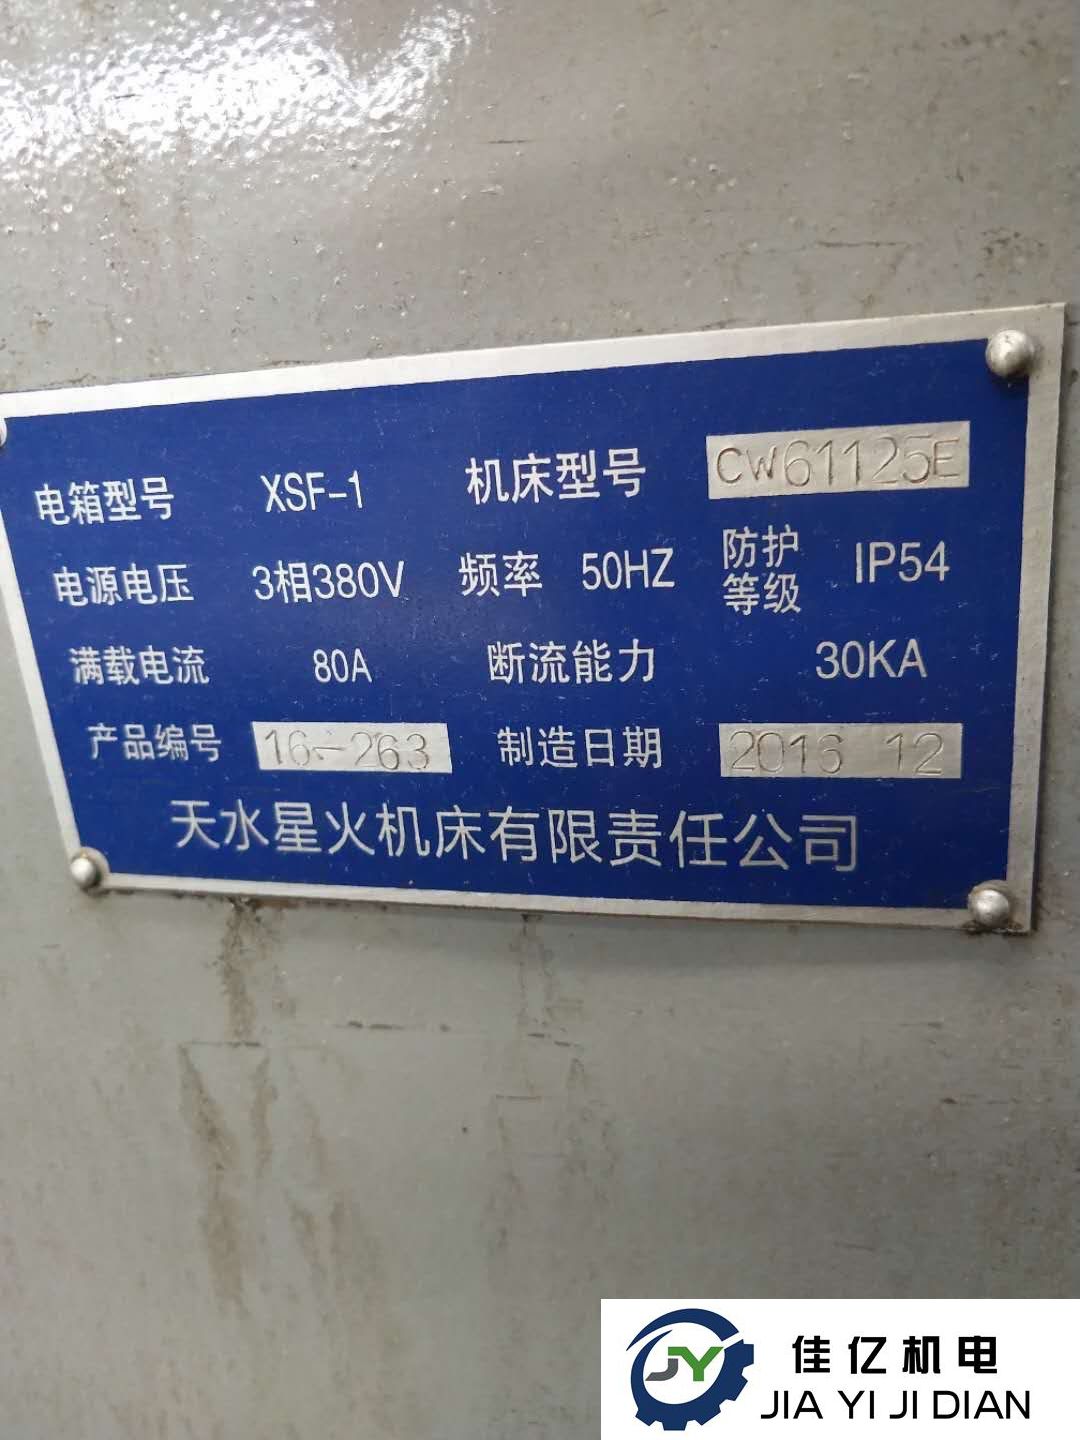 电箱型号 XSF-1 机床型号 CW61125E
电源电压 3相380V 频率 50HZ 防护等级 IP54
满载电流 80A 断流能力 30KA
产品编号 16-263 制造日期 2016 12
天水星火机床有限责任公司
JY
佳亿机电
JIA YI JI DIAN